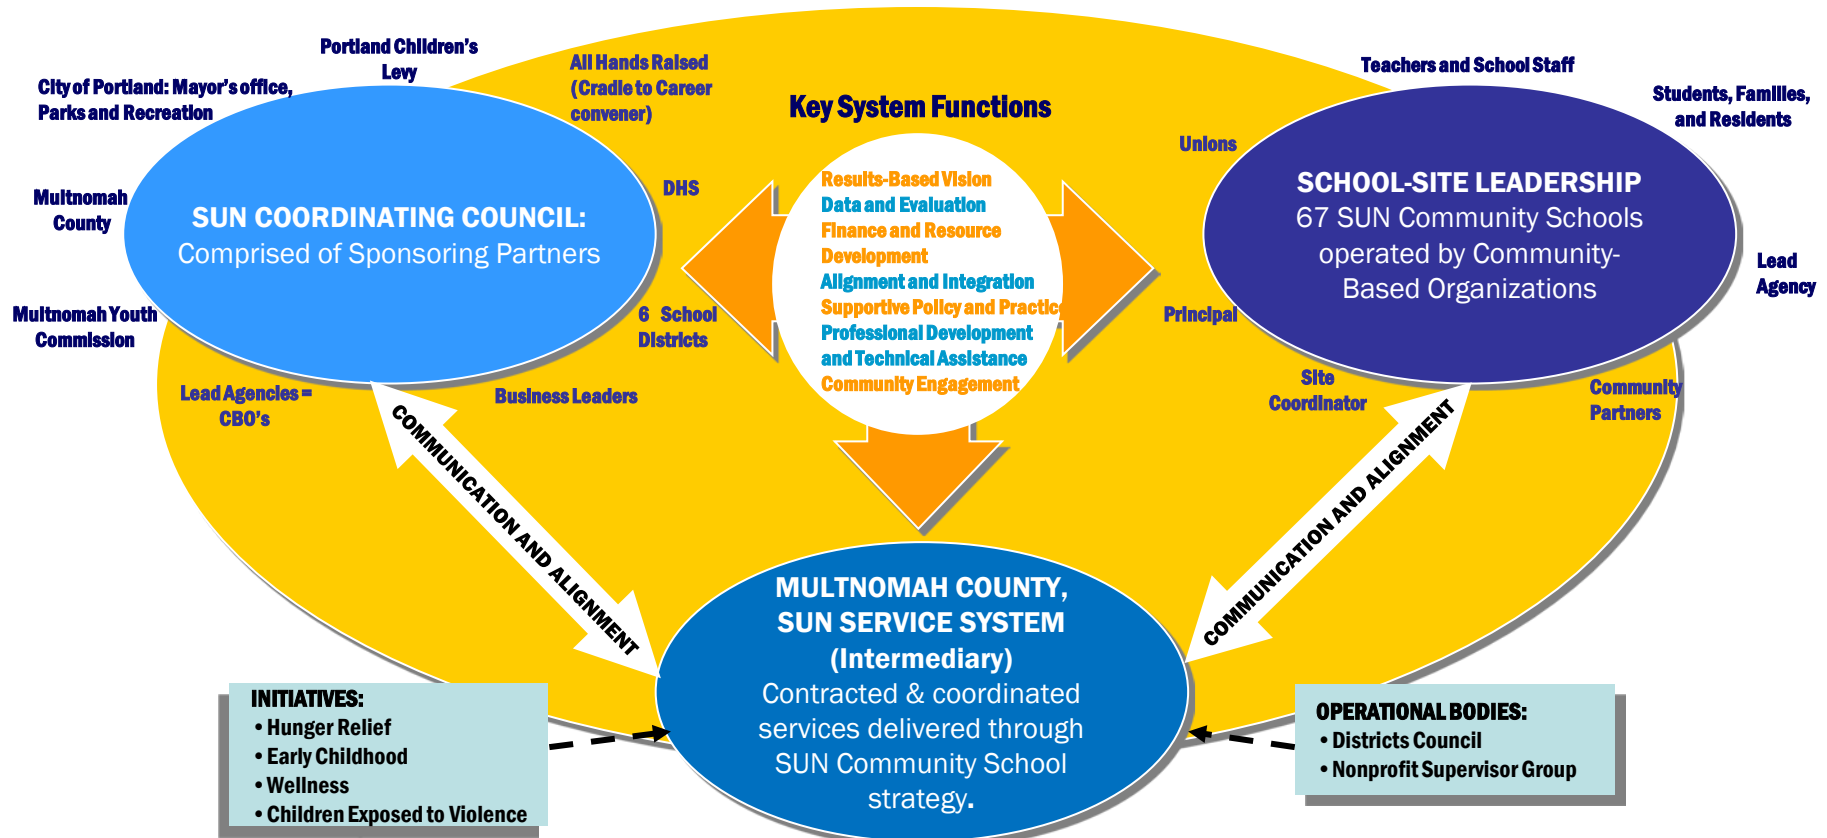 Portland Children's
Levy
City of Portland: Mayor's office,
Parks and Recreation
All Hands Raised
(Cradle to Career
convener)
Multnomah
County
DHS
SUN COORDINATING COUNCIL:
Comprised of Sponsoring Partners
Multnomah Youth
Commission
6 School
Districts
Lead Agencies =
CBO's
Business Leaders
Key System Functions
Results-Based Vision
Data and Evaluation
Finance and Resource
Development
Alignment and Integration
Supportive Policy and Practice
Professional Development
and Technical Assistance
Community Engagement
Teachers and School Staff
Students, Families,
and Residents
Unions
SCHOOL-SITE LEADERSHIP
67 SUN Community Schools
operated by Community-
Based Organizations
Lead
Agency
Principal
Site
Coordinator
Community
Partners
COMMUNICATION AND ALIGNMENT
COMMUNICATION AND ALIGNMENT
MULTNOMAH COUNTY,
SUN SERVICE SYSTEM
(Intermediary)
Contracted & coordinated
services delivered through
SUN Community School
strategy.
INITIATIVES:
• Hunger Relief
• Early Childhood
• Wellness
• Children Exposed to Violence
OPERATIONAL BODIES:
• Districts Council
• Nonprofit Supervisor Group